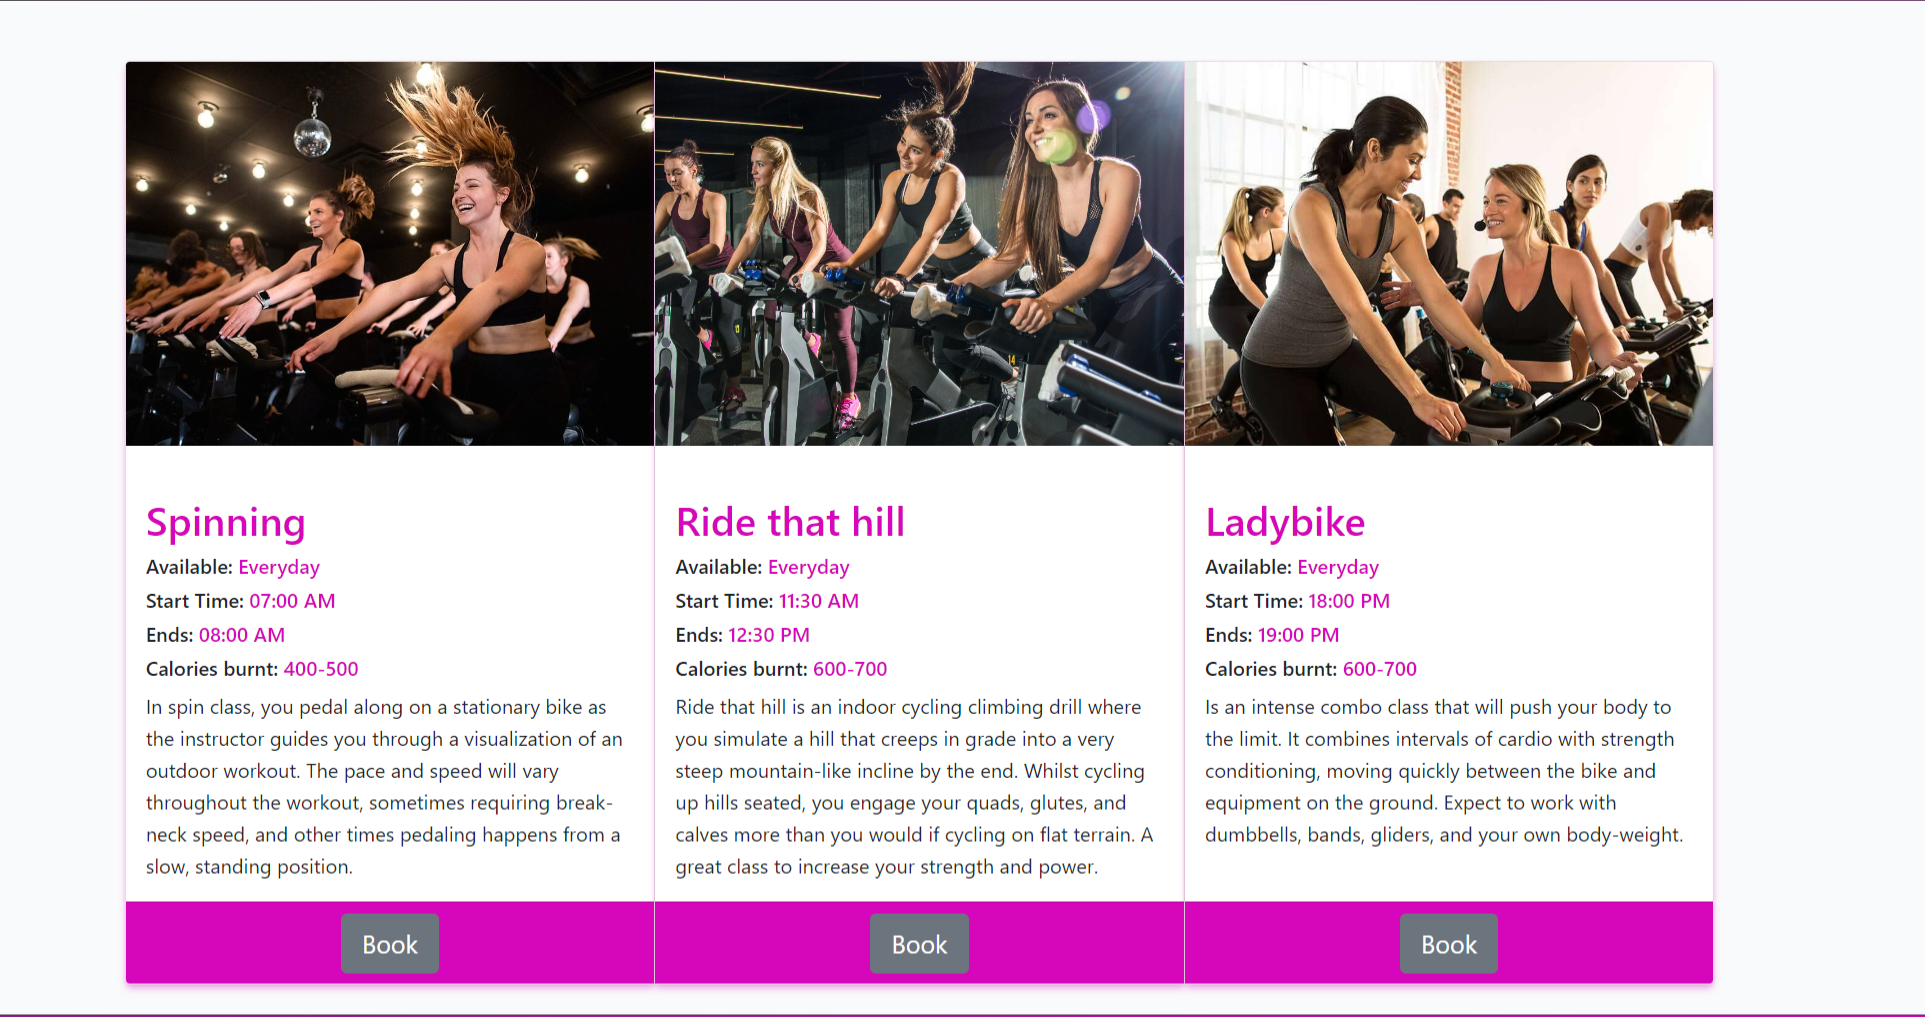 Spinning
Available: Everyday
Start Time: 07:00 AM
Ends: 08:00 AM
Calories burnt: 400-500
In spin class, you pedal along on a stationary bike as
the instructor guides you through a visualization of an
outdoor workout. The pace and speed will vary
throughout the workout, sometimes requiring break-
neck speed, and other times pedaling happens from a
slow, standing position.
Book
Ride that hill
Available: Everyday
Start Time: 11:30 AM
Ends: 12:30 PM
Calories burnt: 600-700
Ride that hill is an indoor cycling climbing drill where
you simulate a hill that creeps in grade into a very
steep mountain-like incline by the end. Whilst cycling
up hills seated, you engage your quads, glutes, and
calves more than you would if cycling on flat terrain. A
great class to increase your strength and power.
Book
Ladybike
Available: Everyday
Start Time: 18:00 PM
Ends: 19:00 PM
Calories burnt: 600-700
Is an intense combo class that will push your body to
the limit. It combines intervals of cardio with strength
conditioning, moving quickly between the bike and
equipment on the ground. Expect to work with
dumbbells, bands, gliders, and your own body-weight.
Book